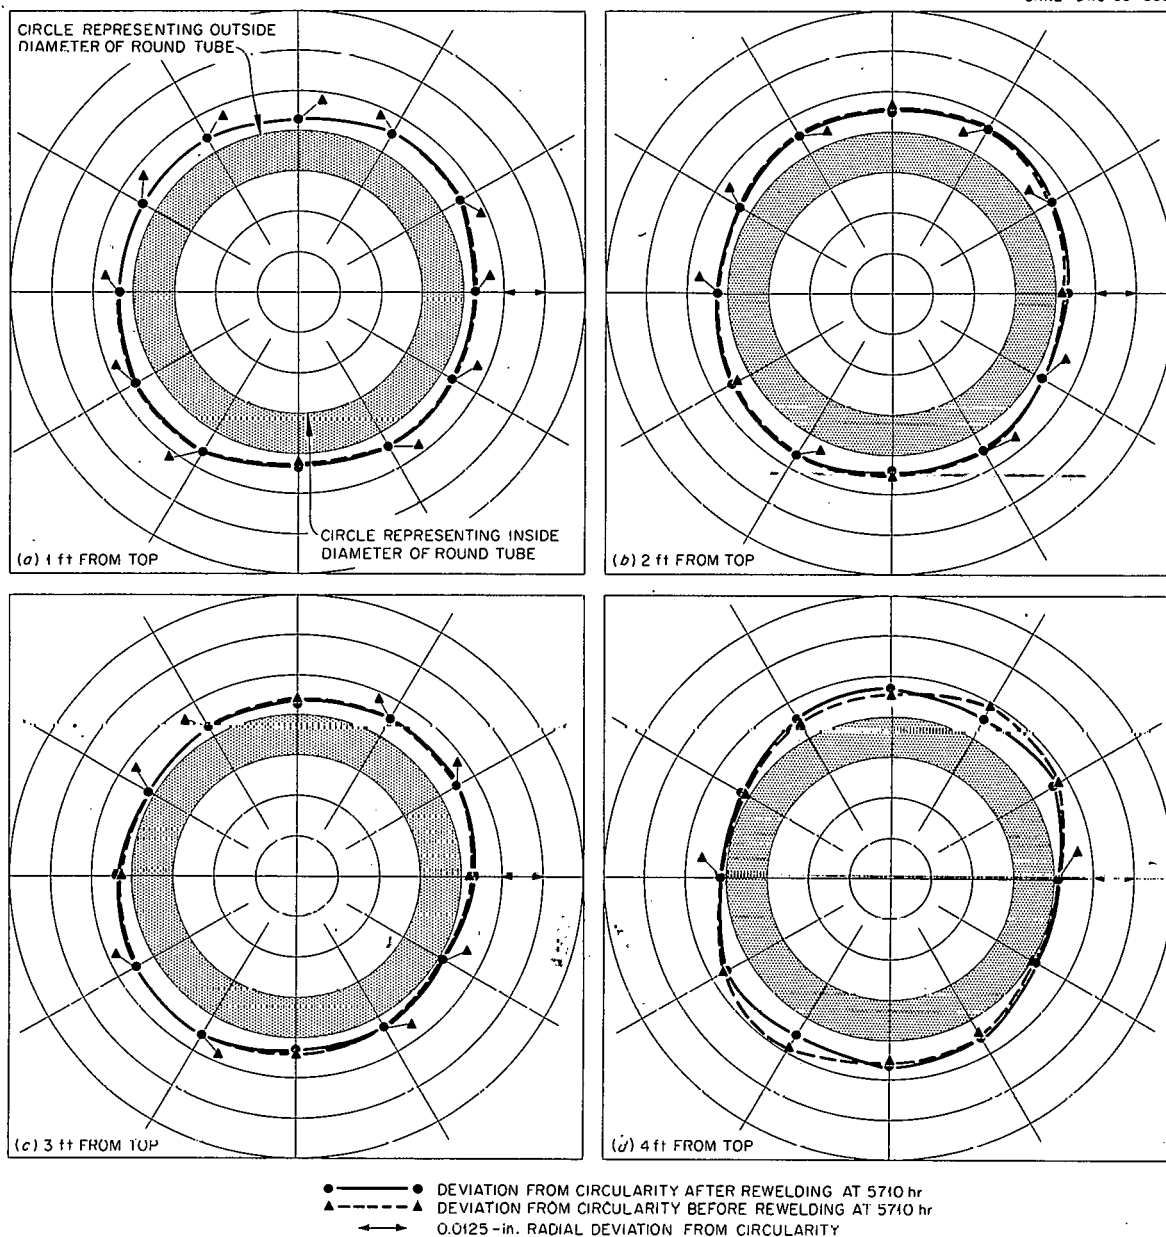 CIRCLE REPRESENTING OUTSIDE
DIAMETER OF ROUND TUBE
CIRCLE REPRESENTING INSIDE
DIAMETER OF ROUND TUBE
(a) 1 ft FROM TOP
(b) 2 ft FROM TOP
(c) 3 ft FROM TOP
(d) 4 ft FROM TOP
DEVIATION FROM CIRCULARITY AFTER REWELDING AT 5710 hr
DEVIATION FROM CIRCULARITY BEFORE REWELDING AT 5710 hr
0.0125-in. RADIAL DEVIATION FROM CIRCULARITY